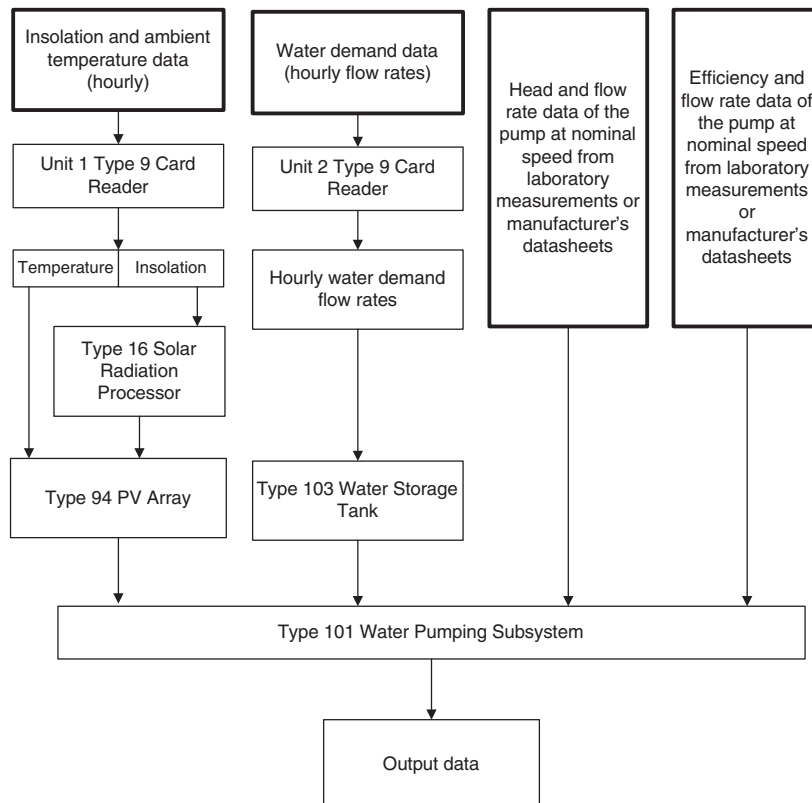 Insolation and ambient
temperature data
(hourly)
Water demand data
(hourly flow rates)
Head and flow
rate data of the
pump at nominal
speed from
laboratory
measurements or
manufacturer's
datasheets
Efficiency and
flow rate data of
the pump at
nominal speed
from laboratory
measurements
or
manufacturer's
datasheets
Unit 1 Type 9 Card
Reader
Unit 2 Type 9 Card
Reader
Temperature
Insolation
Hourly water demand
flow rates
Type 16 Solar
Radiation
Processor
Type 94 PV Array
Type 103 Water Storage
Tank
Type 101 Water Pumping Subsystem
Output data